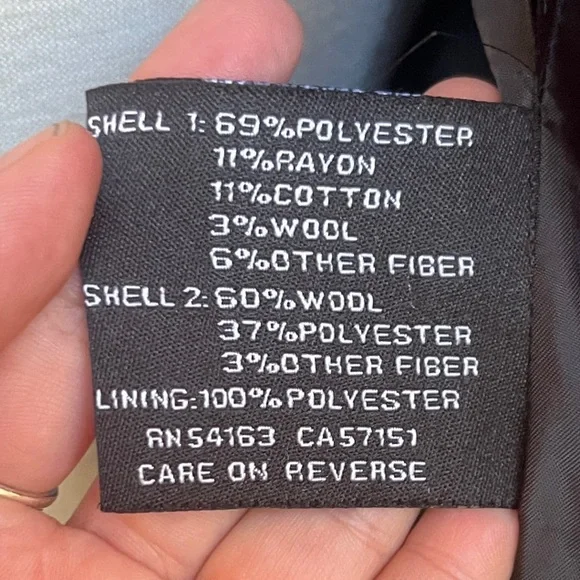 SHELL 1: 69%POLYESTER
11%RAYON
11%COTTON
3%WOOL
6%OTHER FIBER
SHELL 2: 60%WOOL
37%POLYESTER
3%OTHER FIBER
LINING:100%POLYESTER
RN54163 CA57151
CARE ON REVERSE